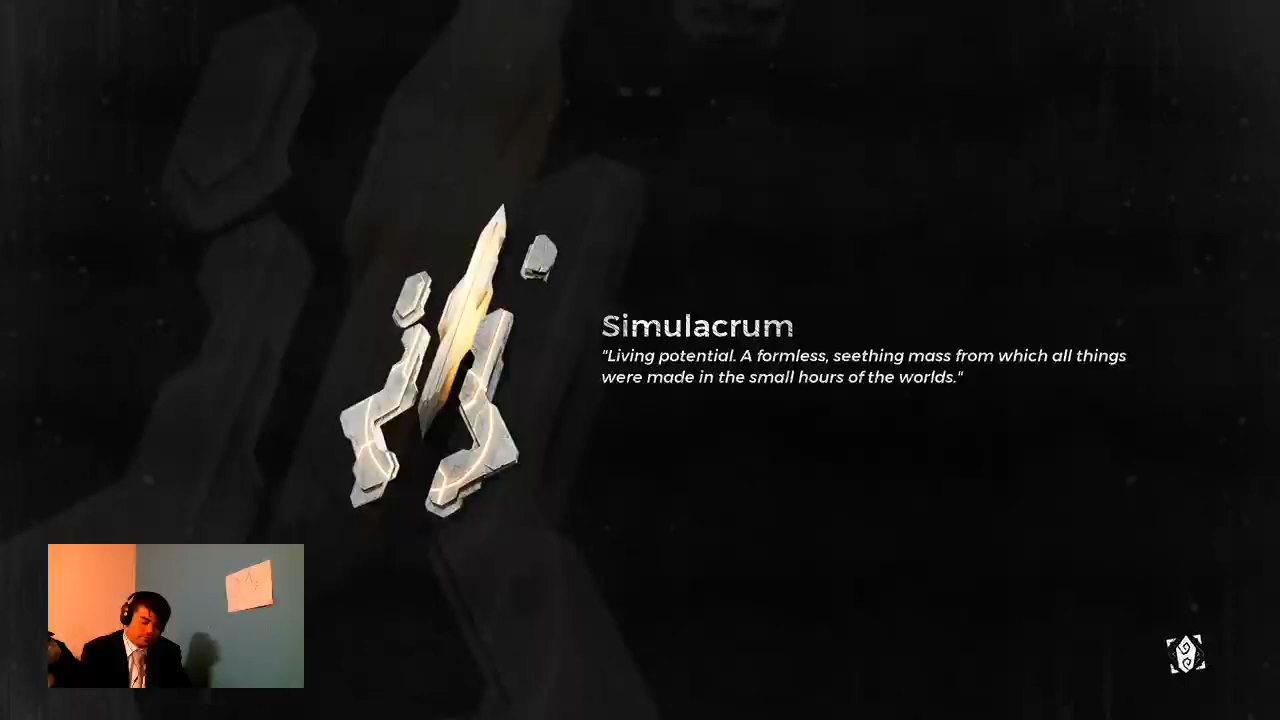 Simulacrum
"Living potential. A formless, seething mass from which all things
were made in the small hours of the worlds."